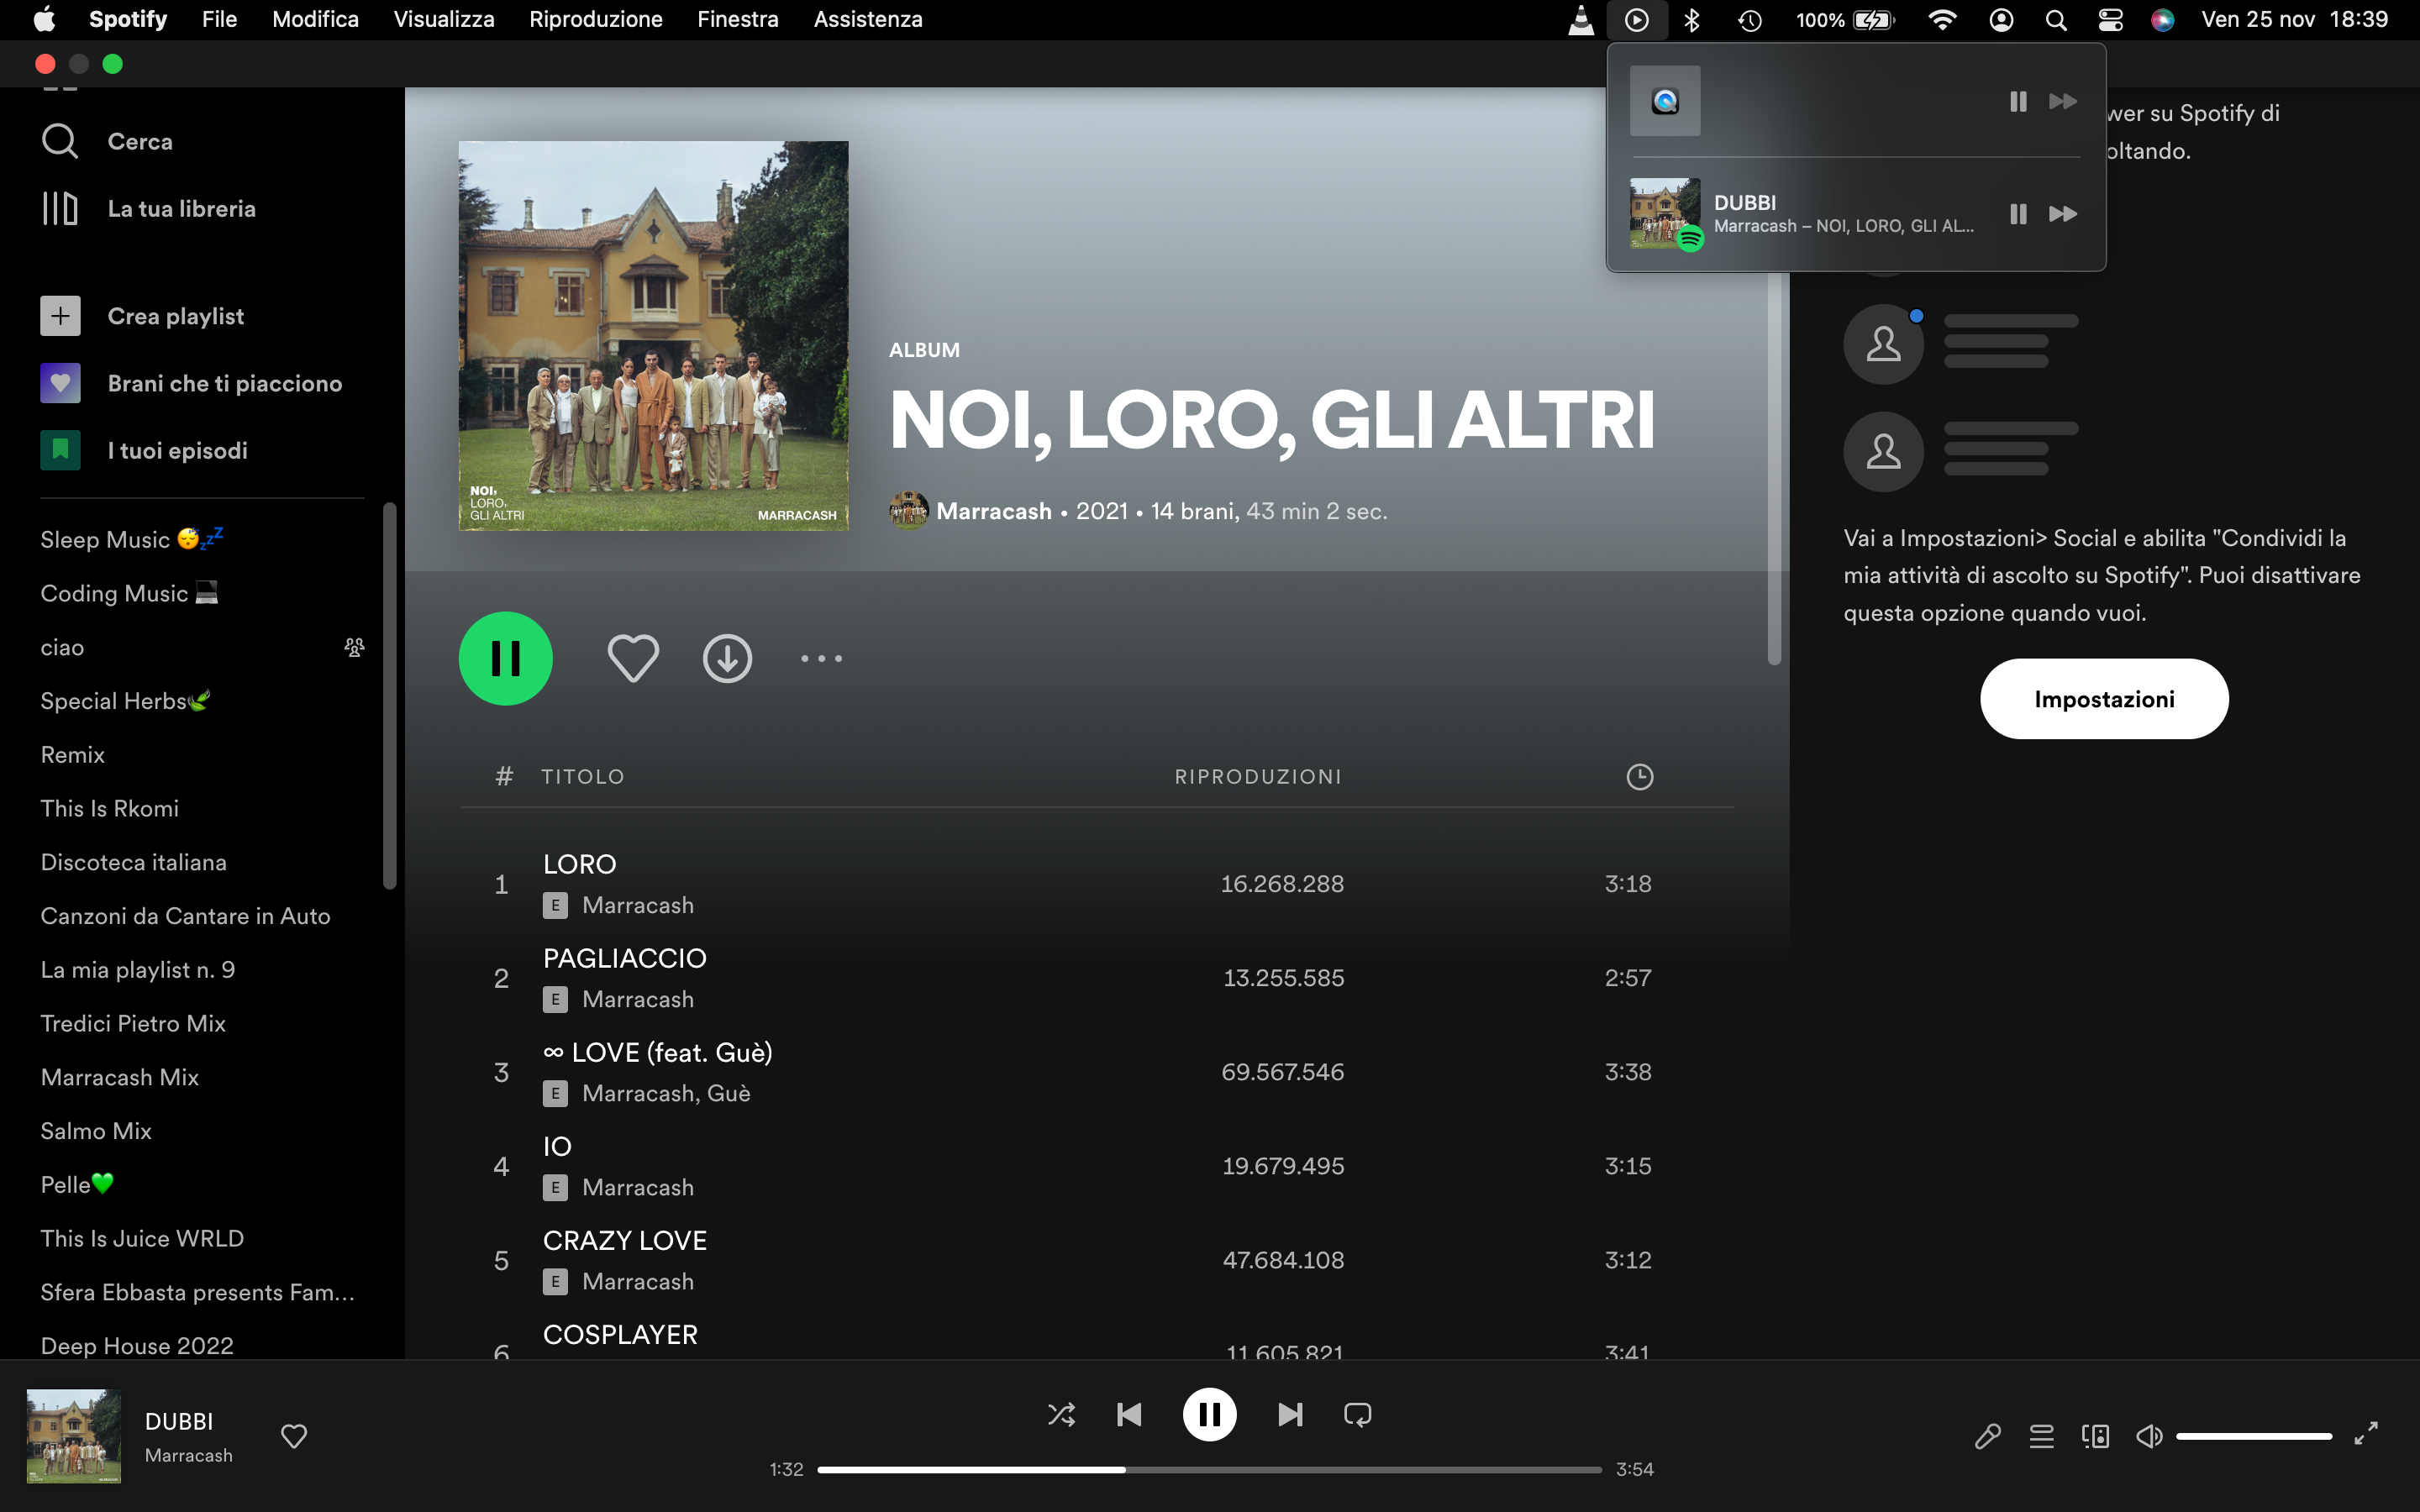 Spotify File Modifica Visualizza Riproduzione Finestra Assistenza 100% Ven 25 nov 18:39
Cerca
La tua libreria
Crea playlist
Brani che ti piacciono
I tuoi episodi
Sleep Music 😴💤
Coding Music 💻
ciao
Special Herbs🌿
Remix
This Is Rkomi
Discoteca italiana
Canzoni da Cantare in Auto
La mia playlist n. 9
Tredici Pietro Mix
Marracash Mix
Salmo Mix
Pelle💚
This Is Juice WRLD
Sfera Ebbasta presents Fam...
Deep House 2022
NOI,
LORO,
GLI ALTRI
MARRACASH
ALBUM
NOI, LORO, GLI ALTRI
Marracash • 2021 • 14 brani, 43 min 2 sec.
# TITOLO RIPRODUZIONI
1 LORO 16.268.288 3:18
E Marracash
2 PAGLIACCIO 13.255.585 2:57
E Marracash
3 ∞ LOVE (feat. Guè) 69.567.546 3:38
E Marracash, Guè
4 IO 19.679.495 3:15
E Marracash
5 CRAZY LOVE 47.684.108 3:12
E Marracash
6 COSPLAYER 11.605.821 3:41
DUBBI
Marracash – NOI, LORO, GLI AL...
su Spotify di
Vai a Impostazioni> Social e abilita "Condividi la
mia attività di ascolto su Spotify". Puoi disattivare
questa opzione quando vuoi.
Impostazioni
DUBBI
Marracash
1:32 3:54